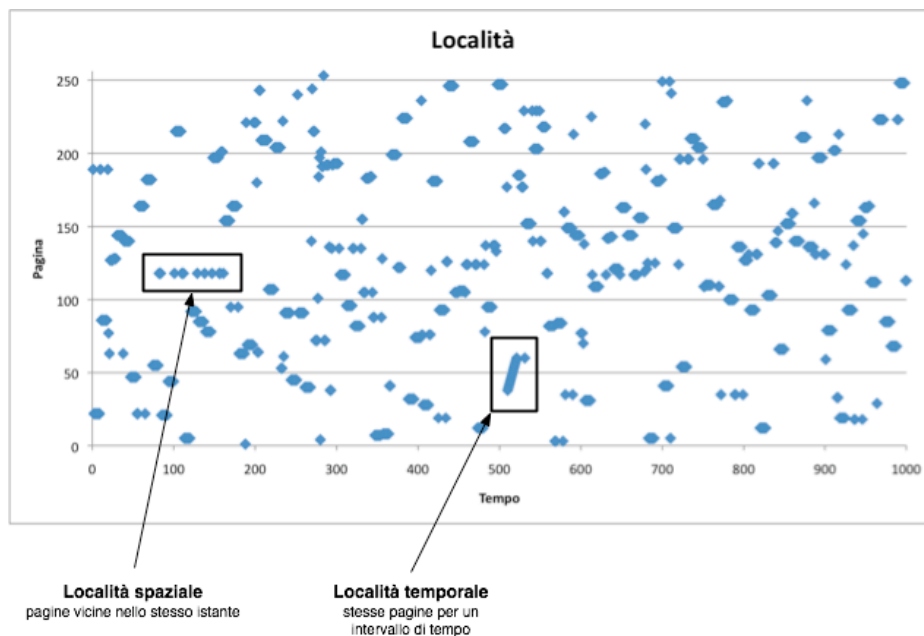 Località
250
200
150
100
50
0
Pagina
0 100 200 300 400 500 600 700 800 900 1000
Tempo
Località spaziale
pagine vicine nello stesso istante
Località temporale
stesse pagine per un
intervallo di tempo